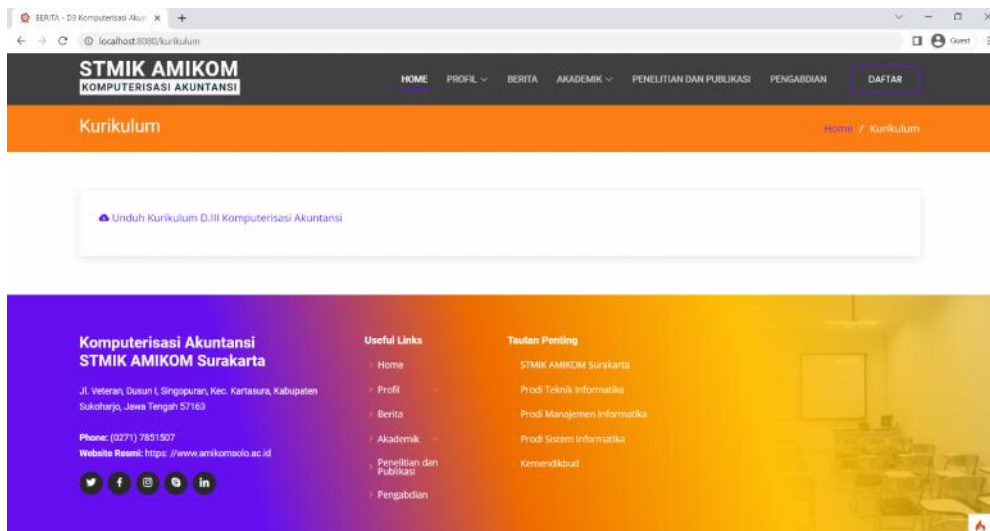 BERITA - D3 Komputerisasi Akun
localhost:8080/kurikulum
Guest
STMIK AMIKOM
KOMPUTERISASI AKUNTANSI
HOME PROFIL BERITA AKADEMIK PENELITIAN DAN PUBLIKASI PENGABDIAN DAFTAR
Kurikulum
Home / Kurikulum
Unduh Kurikulum D.III Komputerisasi Akuntansi
Komputerisasi Akuntansi
STMIK AMIKOM Surakarta
Jl. Veteran, Dusun I, Singopuran, Kec. Kartasura, Kabupaten
Sukoharjo, Jawa Tengah 57163
Phone: (0271) 7851507
Website Resmi: https: //www.amikomsolo.ac.id
Useful Links
Home
Profil
Berita
Akademik
Penelitian dan
Publikasi
Pengabdian
Tautan Penting
STMIK AMIKOM Surakarta
Prodi Teknik Informatika
Prodi Manajemen Informatika
Prodi Sistem Informatika
Kemendikbud